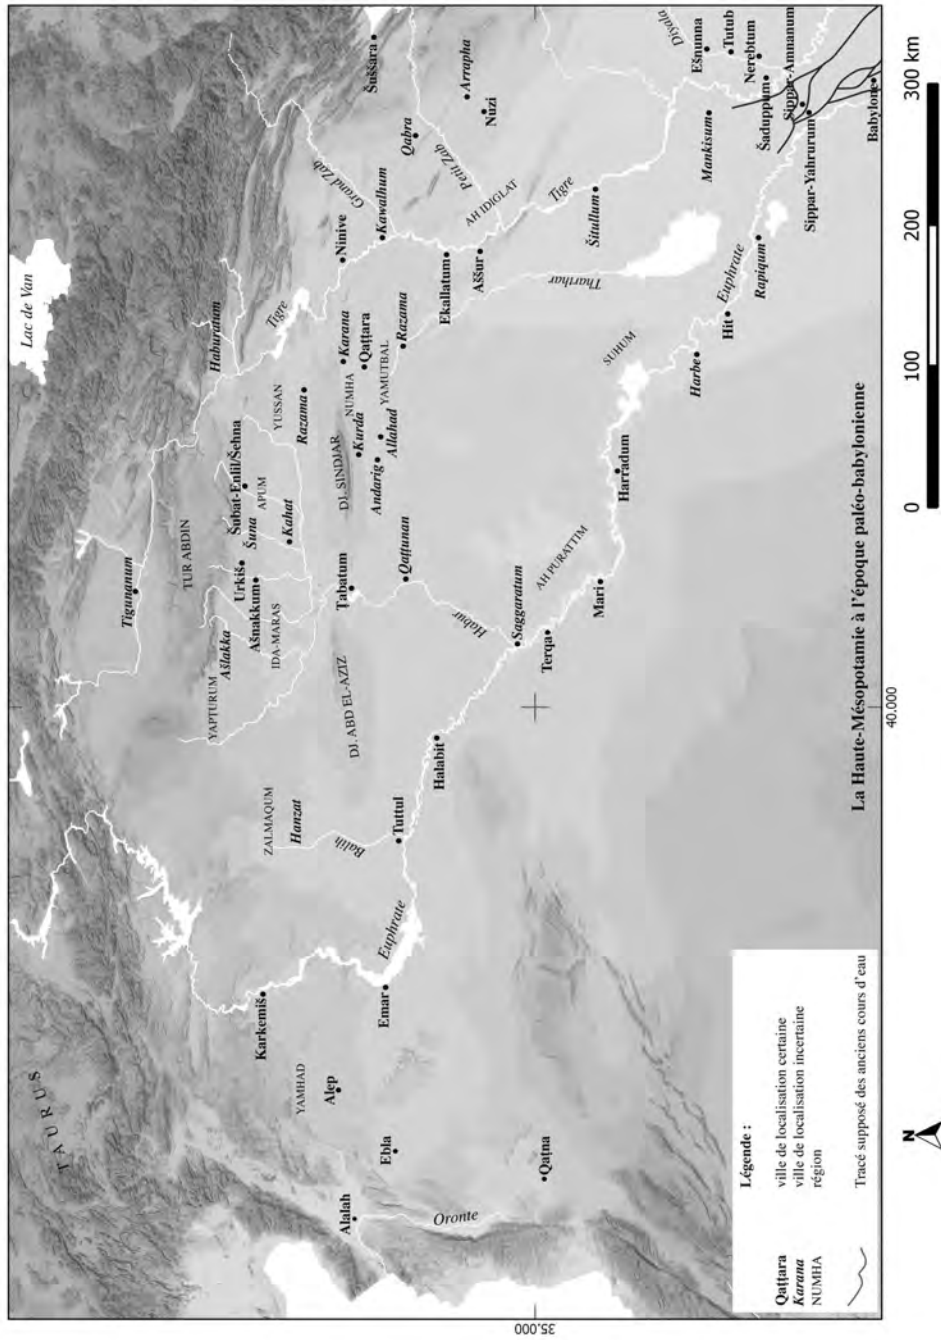 Lac de Van
TAURUS
Haburatum
Tigre
Tigunanum
TUR ABDIN
YAPTURUM
Ašlakka
Urkiš
Ašnakkum
IDA-MARAS
Šubat-Enlil/Šehna
Šuna
APUM
Kahat
YUSSAN
Razama
Ninive
Grand Zab
Kawalhum
Šuššara
Qabra
Arrapha
Nuzi
Petit Zab
Karkemiš
ZALMAQUM
Hanzat
Balih
YAMHAD
Alep
Ebla
Alalah
Oronte
Qaṭna
Emar
Euphrate
Tuttul
Halabit
DJ. ABD EL-AZIZ
Ṭabatum
Qaṭṭunan
Habur
DJ. SINDJAR
NUMHA
Karana
Qaṭṭara
Kurda
Andarig
Allahad
YAMUTBAL
Razama
Ekallatum
Aššur
AH IDIGLAT
Tigre
Šitullum
Tharthar
Saggaratum
Terqa
AH PURATTIM
Mari
Harradum
SUHUM
Harbe
Hit
Euphrate
Rapiqum
Mankisum
Diyala
Ešnunna
Tutub
Nerebtum
Šaduppum
Sippar-Amnanum
Sippar-Yahrurum
Babylone
35.000
40.000
La Haute-Mésopotamie à l'époque paléo-babylonienne
Légende :
Qaṭṭara ville de localisation certaine
Karana ville de localisation incertaine
NUMHA région
Tracé supposé des anciens cours d'eau
N
0 100 200 300 km